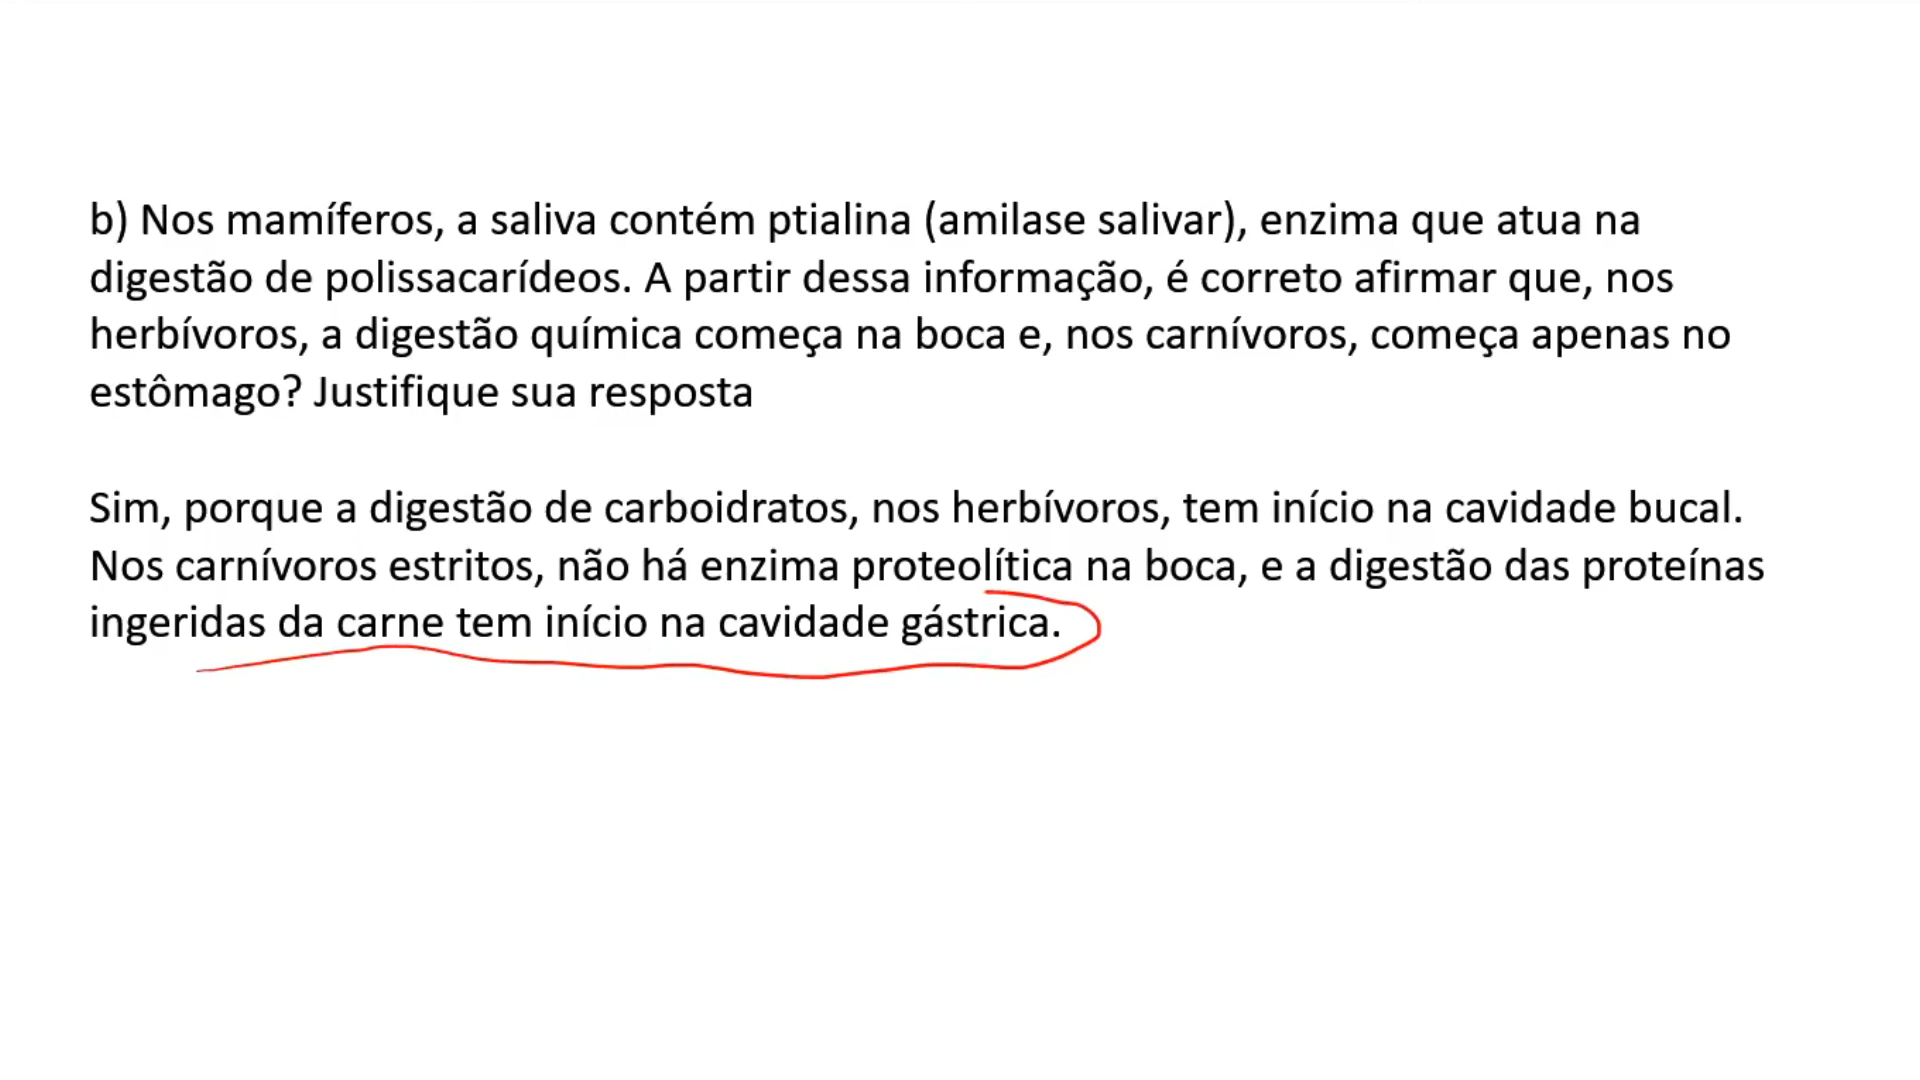 b) Nos mamíferos, a saliva contém ptialina (amilase salivar), enzima que atua na
digestão de polissacarídeos. A partir dessa informação, é correto afirmar que, nos
herbívoros, a digestão química começa na boca e, nos carnívoros, começa apenas no
estômago? Justifique sua resposta
Sim, porque a digestão de carboidratos, nos herbívoros, tem início na cavidade bucal.
Nos carnívoros estritos, não há enzima proteolítica na boca, e a digestão das proteínas
ingeridas da carne tem início na cavidade gástrica.